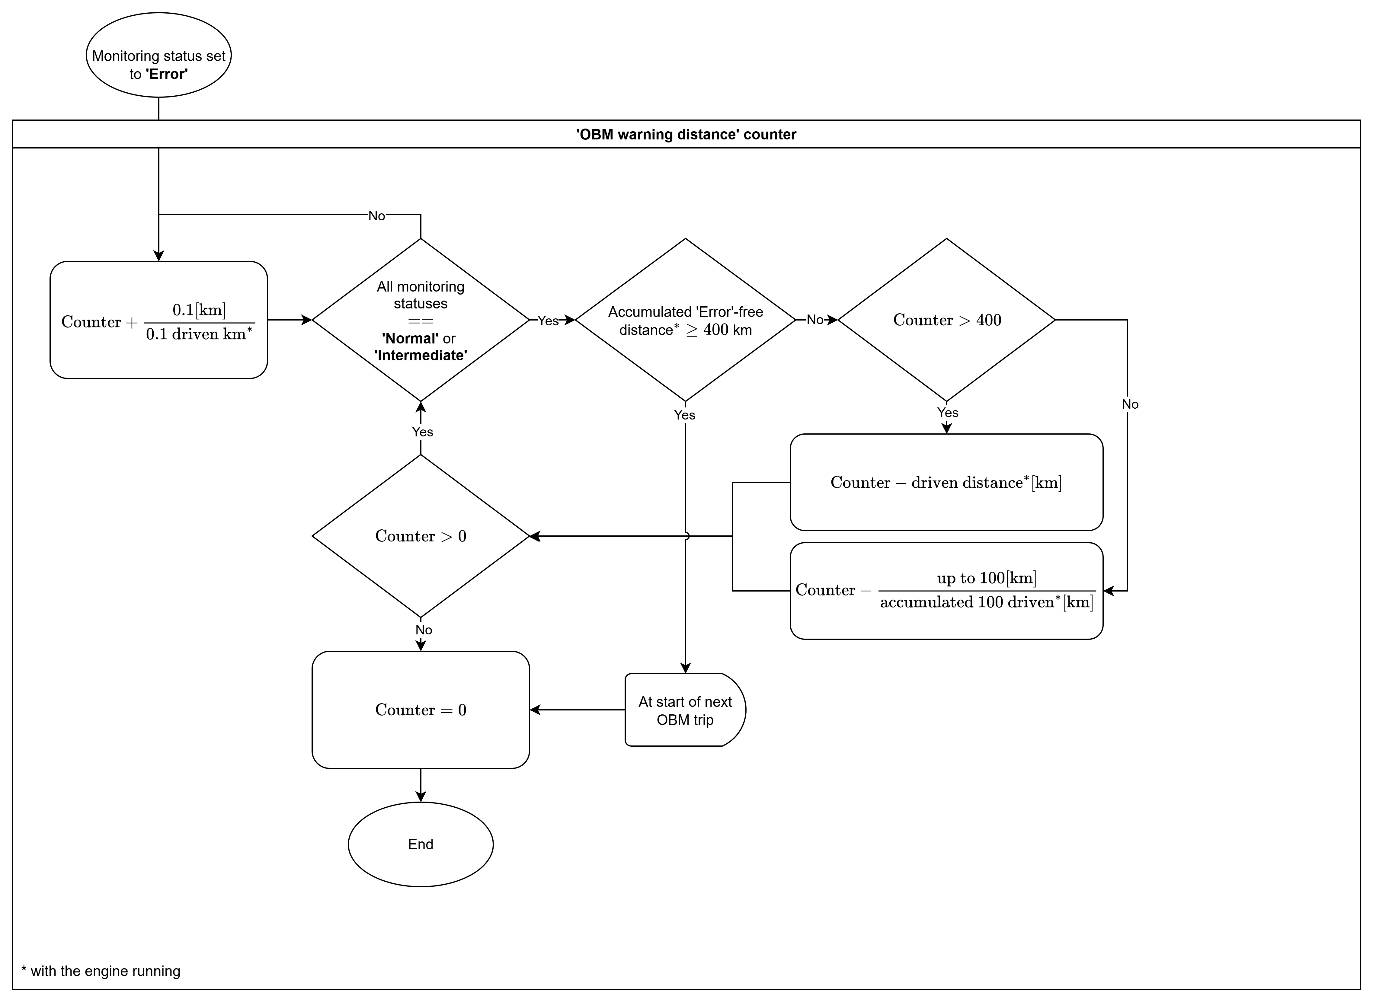 Monitoring status set
to 'Error'
'OBM warning distance' counter
No
Counter + 0.1[km] / 0.1 driven km*
All monitoring
statuses
==
'Normal' or
'Intermediate'
Yes
Accumulated 'Error'-free
distance* ≥ 400 km
No
Counter > 400
No
Yes
Yes
Yes
Counter − driven distance*[km]
Counter > 0
Counter − up to 100[km] / accumulated 100 driven*[km]
No
Counter = 0
At start of next
OBM trip
End
* with the engine running